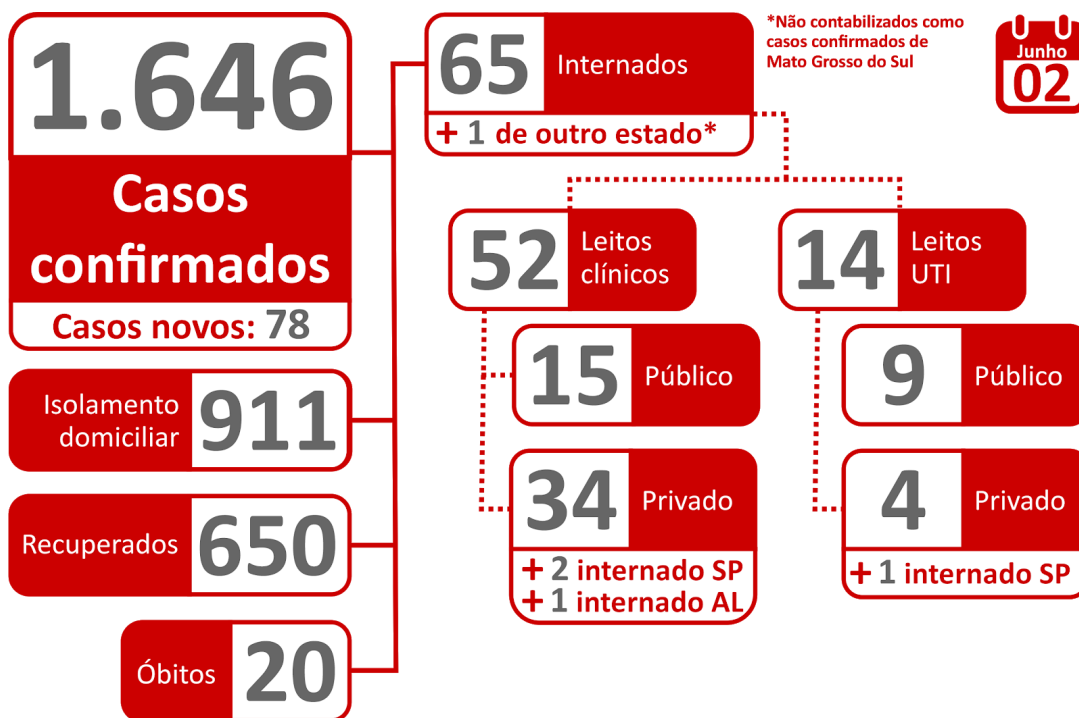 1.646
Casos
confirmados
Casos novos: 78
Isolamento
domiciliar
911
Recuperados
650
Óbitos
20
65
Internados
+ 1 de outro estado*
*Não contabilizados como
casos confirmados de
Mato Grosso do Sul
Junho
02
52
Leitos
clínicos
15
Público
34
Privado
+ 2 internado SP
+ 1 internado AL
14
Leitos
UTI
9
Público
4
Privado
+ 1 internado SP